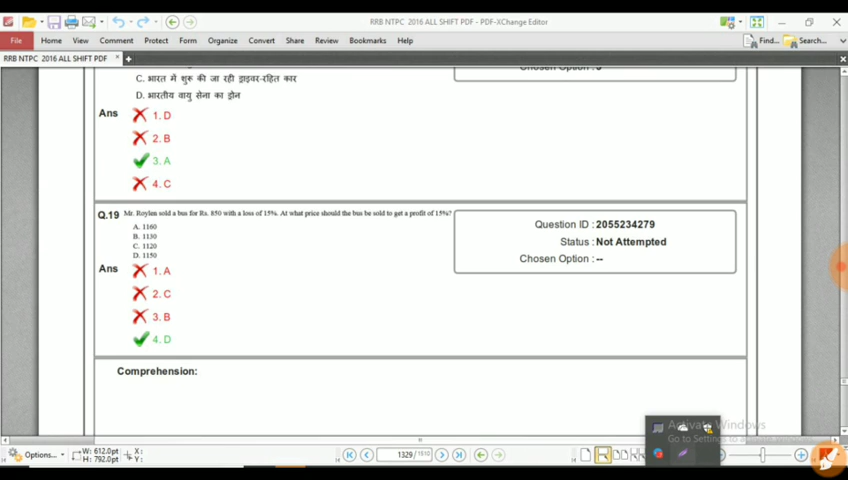 RRB NTPC 2016 ALL SHIFT PDF - PDF-XChange Editor
File Home View Comment Protect Form Organize Convert Share Review Bookmarks Help
Find... Search...
RRB NTPC 2016 ALL SHIFT PDF
C. भारत में शुरू की जा रही ड्राइवर-रहित कार
D. भारतीय वायु सेना का ड्रोन
Ans
1. D
2. B
3. A
4. C
Q.19 Mr. Roylen sold a bus for Rs. 850 with a loss of 15%. At what price should the bus be sold to get a profit of 15%?
A. 1160
B. 1130
C. 1120
D. 1150
Ans
1. A
2. C
3. B
4. D
Question ID : 2055234279
Status : Not Attempted
Chosen Option : --
Comprehension:
Activate Windows
Options...
W: 612.0pt
H: 792.0pt
X:
Y:
1329 / 1810